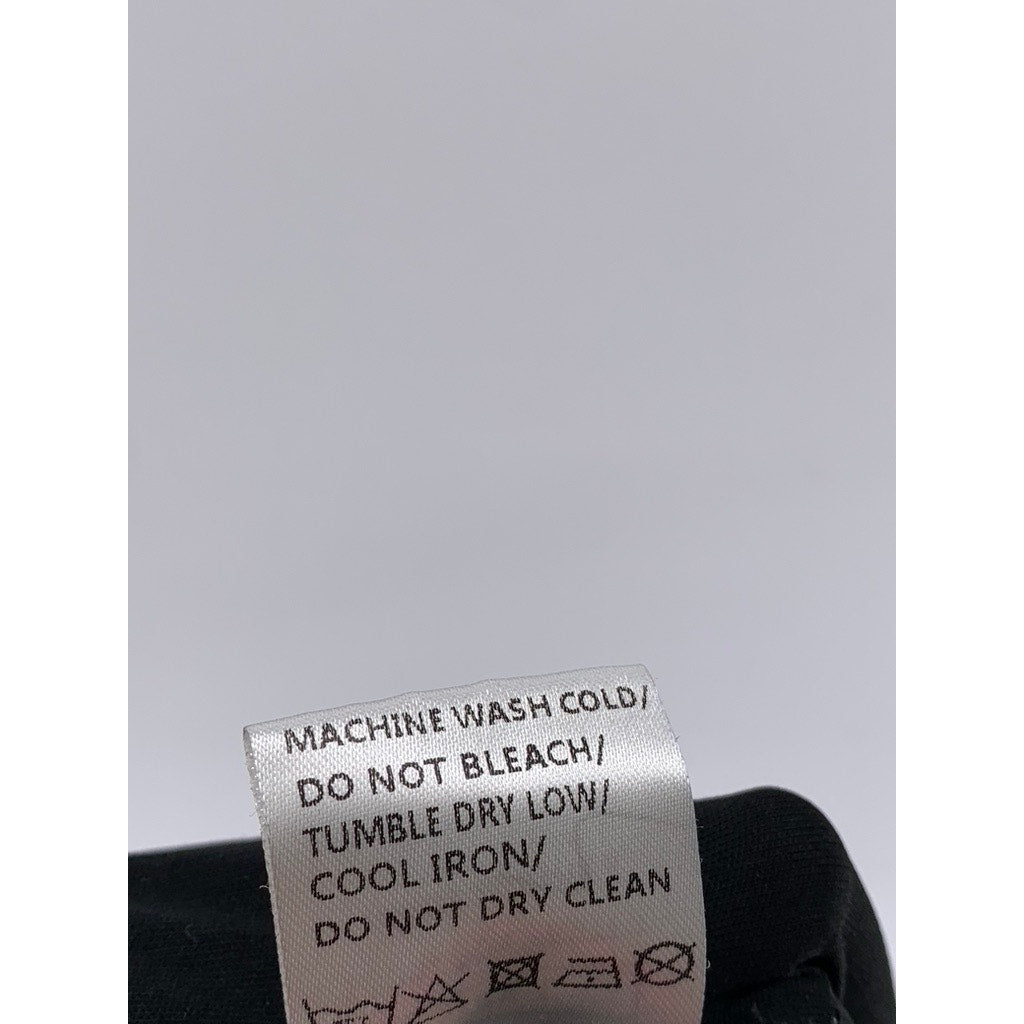 MACHINE WASH COLD/
DO NOT BLEACH/
TUMBLE DRY LOW/
COOL IRON/
DO NOT DRY CLEAN